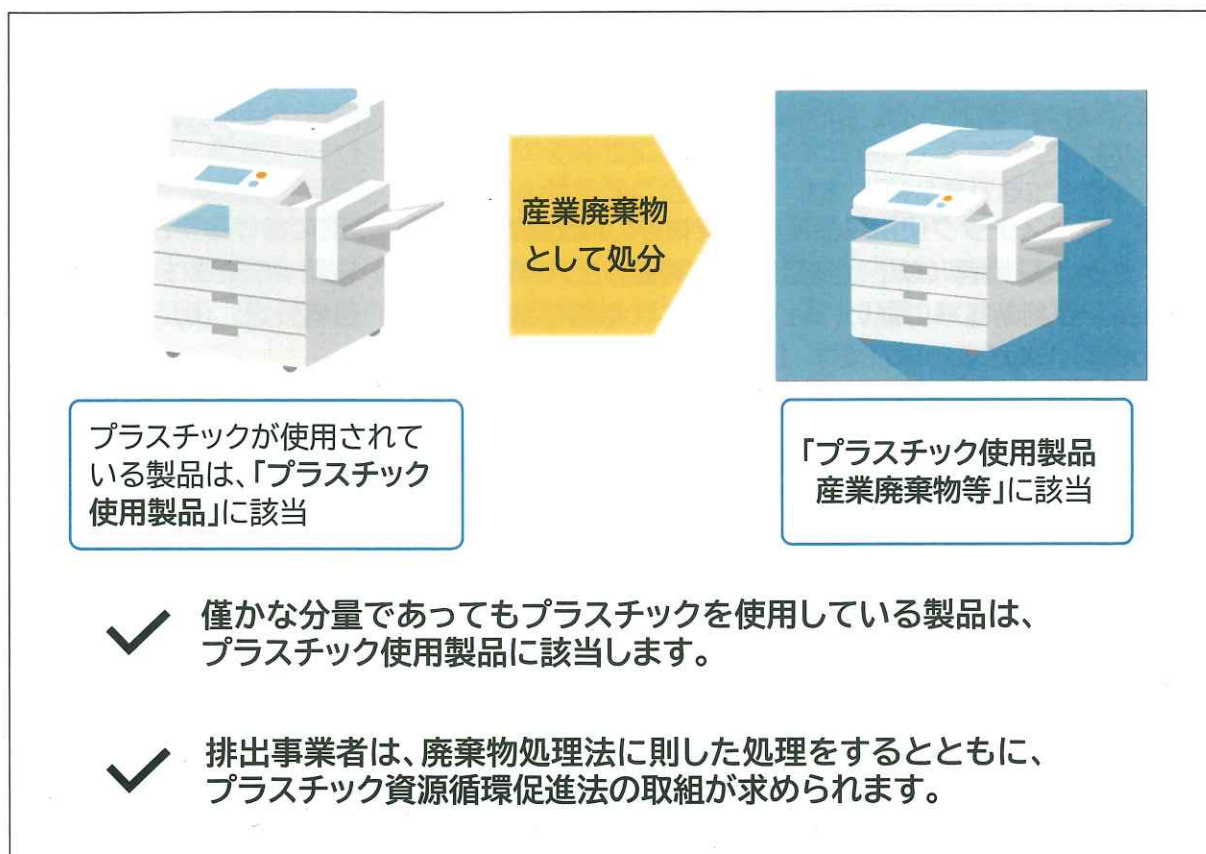 産業廃棄物
として処分
プラスチックが使用されて
いる製品は、「プラスチック
使用製品」に該当
「プラスチック使用製品
産業廃棄物等」に該当
僅かな分量であってもプラスチックを使用している製品は、
プラスチック使用製品に該当します。
排出事業者は、廃棄物処理法に則した処理をするとともに、
プラスチック資源循環促進法の取組が求められます。